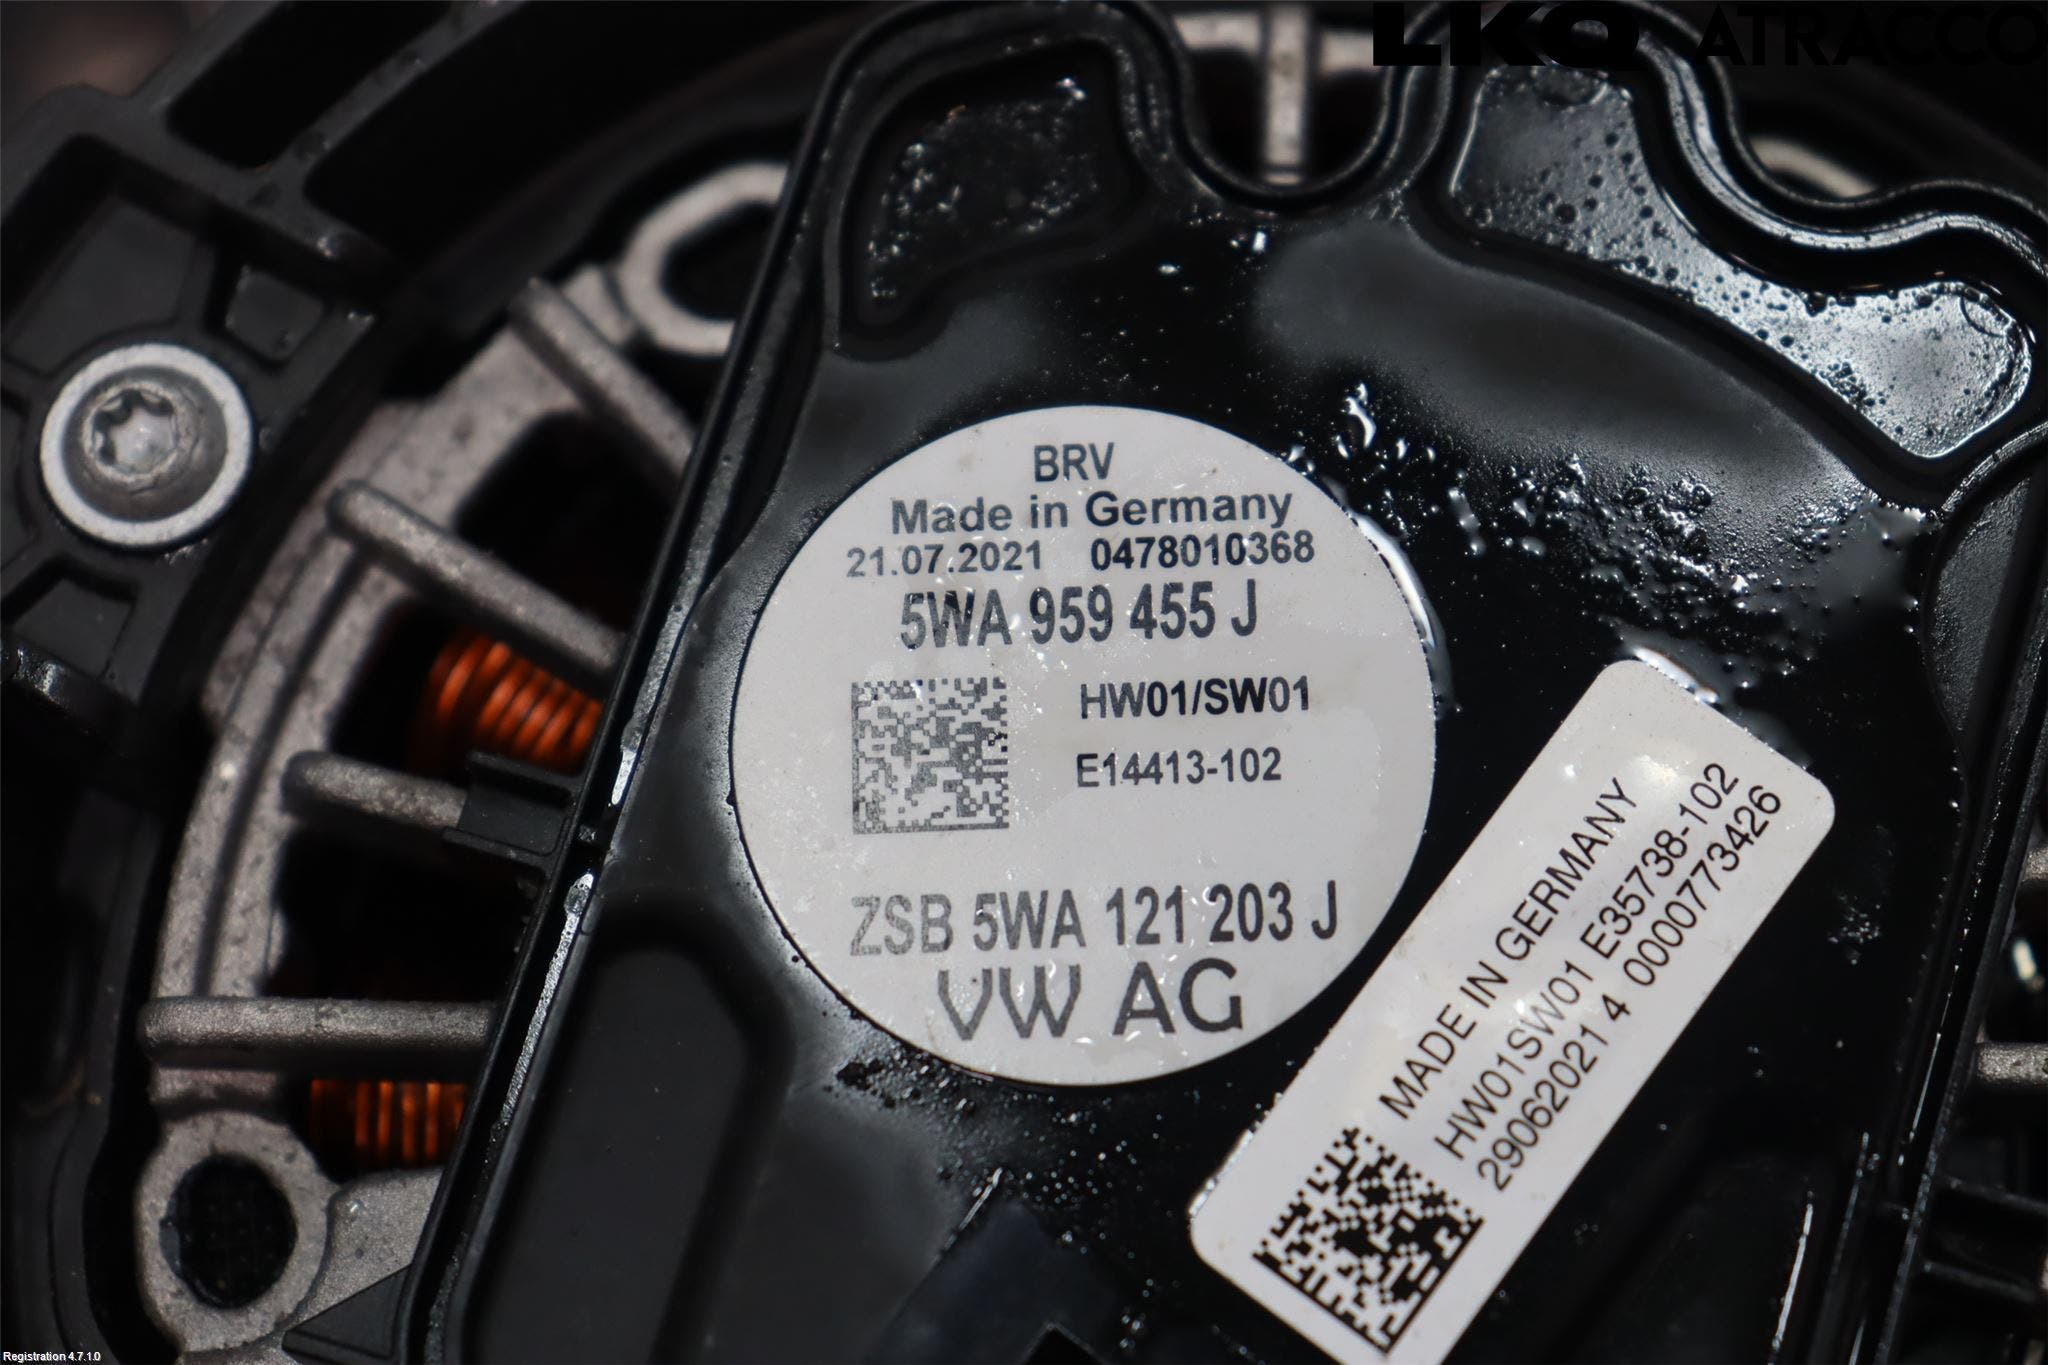 LKQ ATRACCO
BRV
Made in Germany
21.07.2021 0478010368
5WA 959 455 J
HW01/SW01
E14413-102
ZSB 5WA 121 203 J
VW AG
MADE IN GERMANY
HW01SW01 E35738-102
29062021 4 0000773426
Registration 4.7.1.0